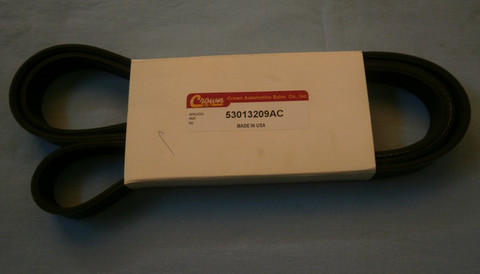 Crown
Crown Automotive Sales Co., Inc.
53013209AC
MADE IN USA